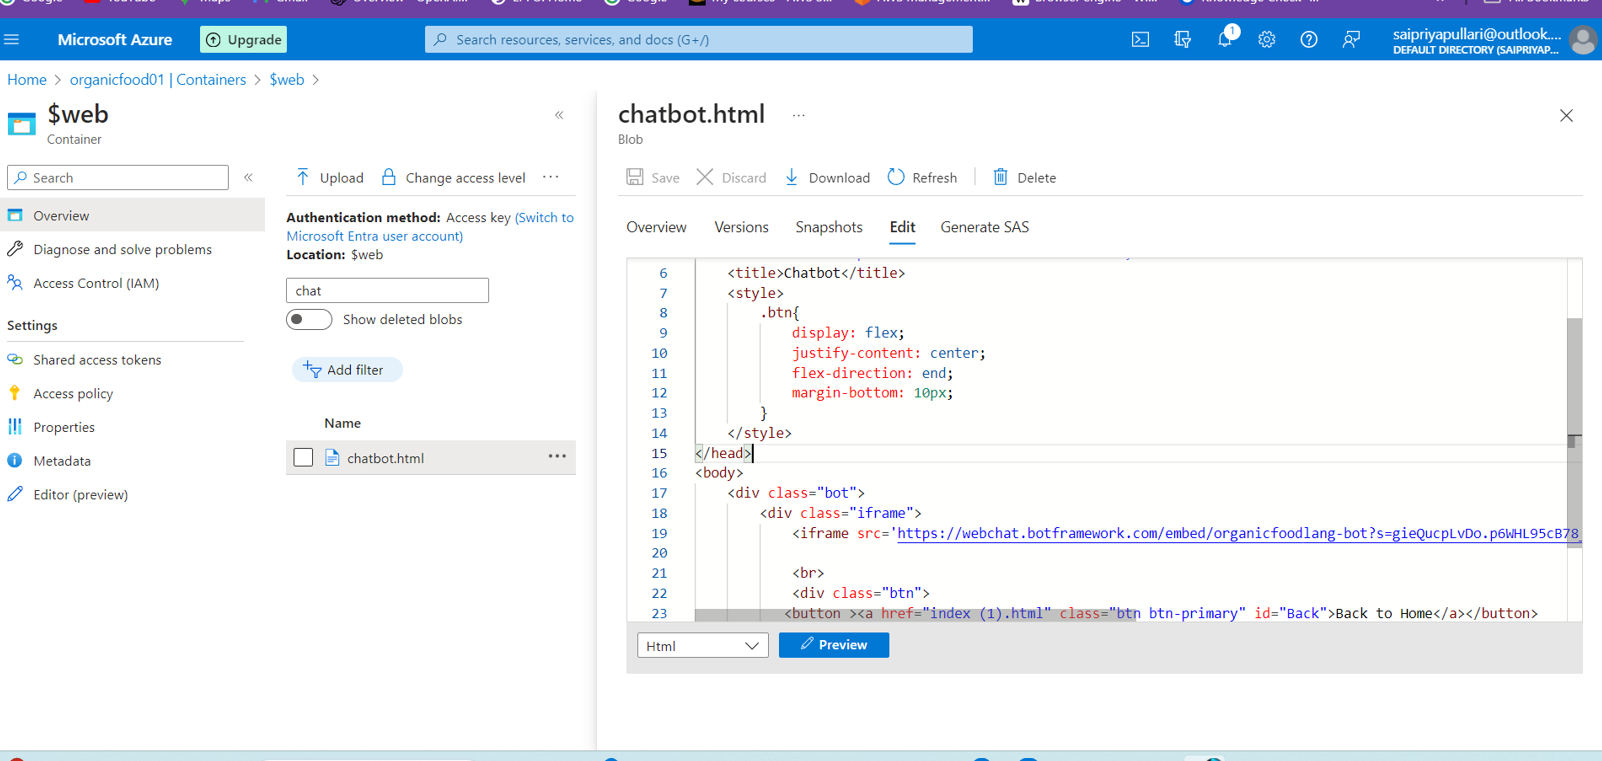 Microsoft Azure
Upgrade
Search resources, services, and docs (G+/)
1
saipriyapullari@outlook....
DEFAULT DIRECTORY (SAIPRIYAP...
Home > organicfood01 | Containers > $web >
$web
Container
«
Search
«
Overview
Diagnose and solve problems
Access Control (IAM)
Settings
Shared access tokens
Access policy
Properties
Metadata
Editor (preview)
Upload
Change access level
...
Authentication method: Access key (Switch to
Microsoft Entra user account)
Location: $web
chat
Show deleted blobs
Add filter
Name
chatbot.html
...
chatbot.html
...
Blob
Save
Discard
Download
Refresh
Delete
Overview
Versions
Snapshots
Edit
Generate SAS
6 <title>Chatbot</title>
7 <style>
8 .btn{
9 display: flex;
10 justify-content: center;
11 flex-direction: end;
12 margin-bottom: 10px;
13 }
14 </style>
15 </head>
16 <body>
17 <div class="bot">
18 <div class="iframe">
19 <iframe src='https://webchat.botframework.com/embed/organicfoodlang-bot?s=gieQucpLvDo.p6WHL95cB78_
20
21 <br>
22 <div class="btn">
23 <button ><a href="index (1).html" class="btn btn-primary" id="Back">Back to Home</a></button>
Html
Preview